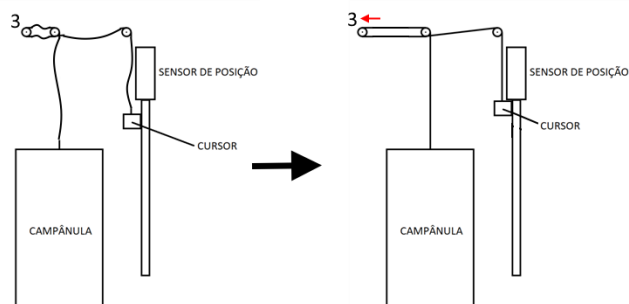 3
SENSOR DE POSIÇÃO
CURSOR
CAMPÂNULA
3
SENSOR DE POSIÇÃO
CURSOR
CAMPÂNULA